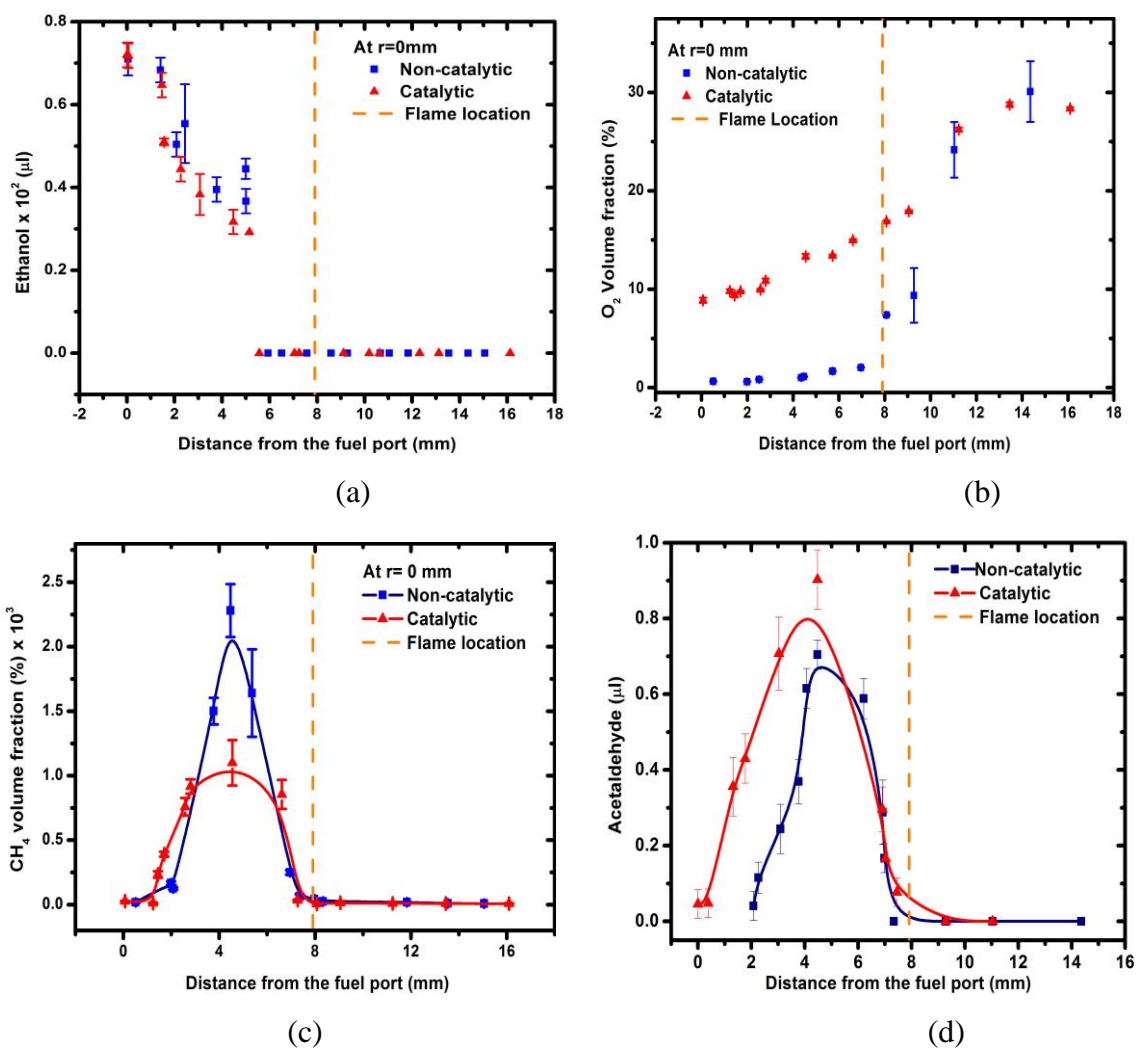 At r=0mm
Non-catalytic
Catalytic
Flame Location
Ethanol x 10² (µl)
0.8
0.6
0.4
0.2
0.0
-2 0 2 4 6 8 10 12 14 16 18
Distance from the fuel port (mm)
(a)
At r=0 mm
Non-catalytic
Catalytic
Flame Location
O₂ Volume fraction (%)
30
20
10
0
-2 0 2 4 6 8 10 12 14 16 18
Distance from the fuel port (mm)
(b)
At r= 0 mm
Non-catalytic
Catalytic
Flame location
CH₄ volume fraction (%) x 10³
2.5
2.0
1.5
1.0
0.5
0.0
0 2 4 6 8 10 12 14 16
Distance from the fuel port (mm)
(c)
Non-catalytic
Catalytic
Flame location
Acetaldehyde (µl)
1.0
0.8
0.6
0.4
0.2
0.0
0 2 4 6 8 10 12 14 16
Distance from the fuel port (mm)
(d)